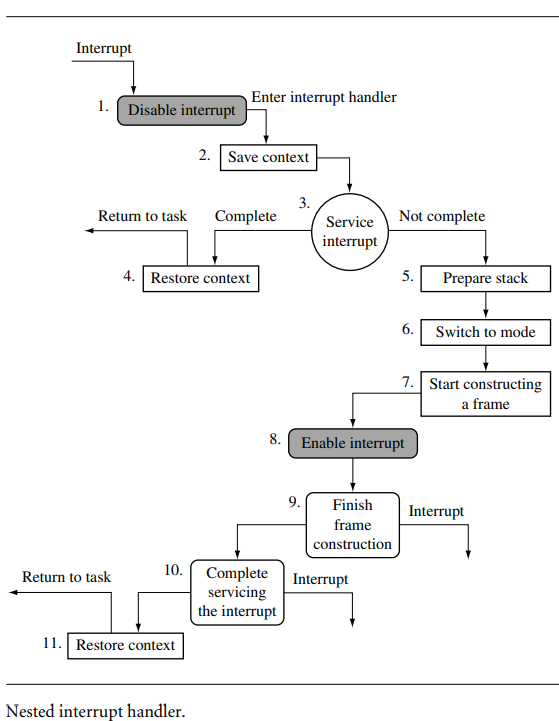 Interrupt
1. Disable interrupt
Enter interrupt handler
2. Save context
3. Service
interrupt
Return to task
Complete
Not complete
4. Restore context
5. Prepare stack
6. Switch to mode
7. Start constructing
a frame
8. Enable interrupt
9. Finish
frame
construction
Interrupt
10. Complete
servicing
the interrupt
Interrupt
Return to task
11. Restore context
Nested interrupt handler.